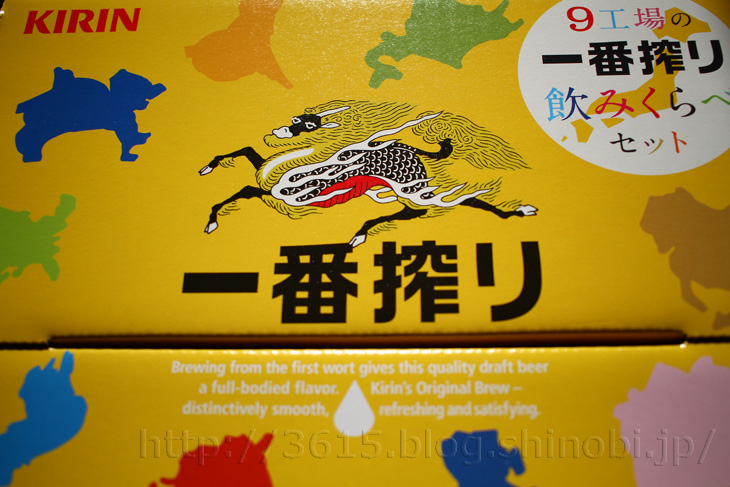 KIRIN
9工場の
一番搾り
飲みくらべ
セット
一番搾り
Brewing from the first wort gives this quality draft beer
a full-bodied flavor. Kirin's Original Brew –
distinctively smooth, refreshing and satisfying.
http://3615.blog.shinobi.jp/